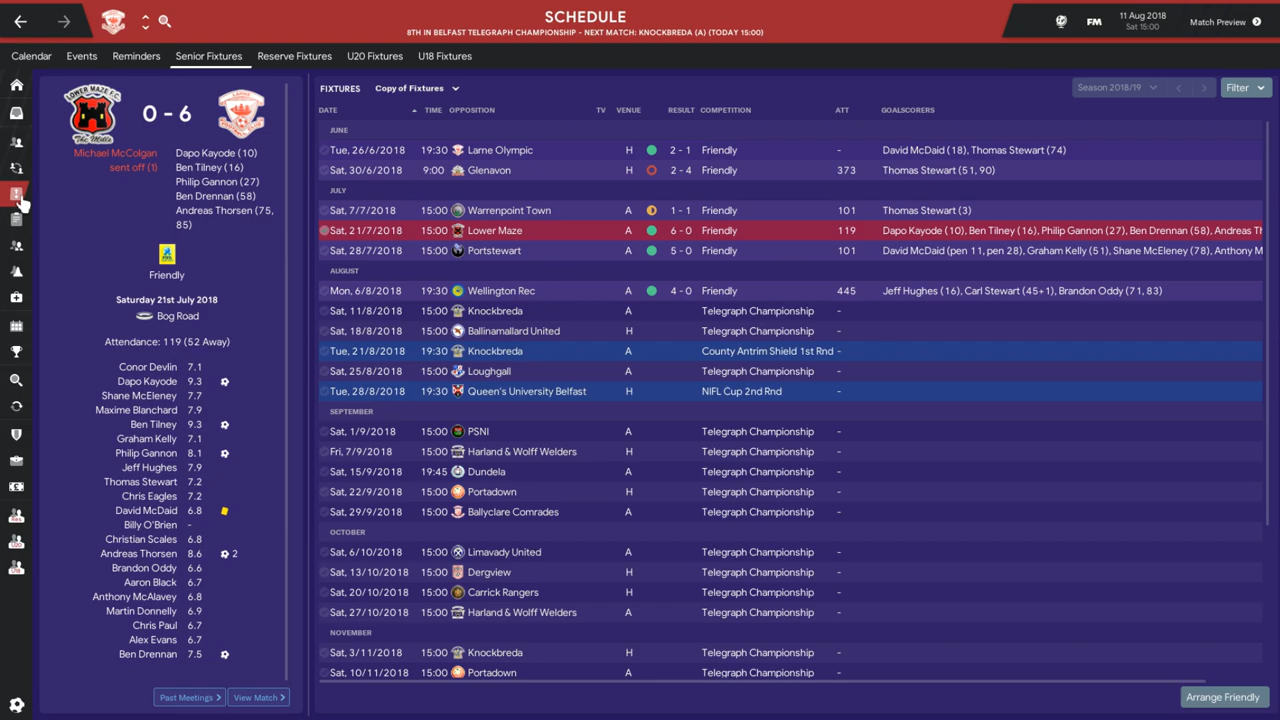 SCHEDULE
8TH IN BELFAST TELEGRAPH CHAMPIONSHIP - NEXT MATCH: KNOCKBREDA (A) (TODAY 15:00)
FM
11 Aug 2018
Sat 15:00
Match Preview
Calendar Events Reminders Senior Fixtures Reserve Fixtures U20 Fixtures U18 Fixtures
LOWER MAZE F.C.
The Mills
0 - 6
Michael McColgan
sent off (1)
Dapo Kayode (10)
Ben Tilney (16)
Philip Gannon (27)
Ben Drennan (58)
Andreas Thorsen (75,
85)
Friendly
Saturday 21st July 2018
Bog Road
Attendance: 119 (52 Away)
Conor Devlin 7.1
Dapo Kayode 9.3
Shane McEleney 7.7
Maxime Blanchard 7.9
Ben Tilney 9.3
Graham Kelly 7.1
Philip Gannon 8.1
Jeff Hughes 7.9
Thomas Stewart 7.2
Chris Eagles 7.2
David McDaid 6.8
Billy O'Brien -
Christian Scales 6.8
Andreas Thorsen 8.6 2
Brandon Oddy 6.6
Aaron Black 6.7
Anthony McAlavey 6.8
Martin Donnelly 6.9
Chris Paul 6.7
Alex Evans 6.7
Ben Drennan 7.5
Past Meetings View Match
FIXTURES Copy of Fixtures Season 2018/19 Filter
DATE TIME OPPOSITION TV VENUE RESULT COMPETITION ATT GOALSCORERS
JUNE
Tue, 26/6/2018 19:30 Larne Olympic H 2 - 1 Friendly - David McDaid (18), Thomas Stewart (74)
Sat, 30/6/2018 9:00 Glenavon H 2 - 4 Friendly 373 Thomas Stewart (51, 90)
JULY
Sat, 7/7/2018 15:00 Warrenpoint Town A 1 - 1 Friendly 101 Thomas Stewart (3)
Sat, 21/7/2018 15:00 Lower Maze A 6 - 0 Friendly 119 Dapo Kayode (10), Ben Tilney (16), Philip Gannon (27), Ben Drennan (58), Andreas Th
Sat, 28/7/2018 15:00 Portstewart A 5 - 0 Friendly 101 David McDaid (pen 11, pen 28), Graham Kelly (51), Shane McEleney (78), Anthony M
AUGUST
Mon, 6/8/2018 19:30 Wellington Rec A 4 - 0 Friendly 445 Jeff Hughes (16), Carl Stewart (45+1), Brandon Oddy (71, 83)
Sat, 11/8/2018 15:00 Knockbreda A Telegraph Championship -
Sat, 18/8/2018 15:00 Ballinamallard United H Telegraph Championship -
Tue, 21/8/2018 19:30 Knockbreda A County Antrim Shield 1st Rnd -
Sat, 25/8/2018 15:00 Loughgall A Telegraph Championship -
Tue, 28/8/2018 19:30 Queen's University Belfast H NIFL Cup 2nd Rnd -
SEPTEMBER
Sat, 1/9/2018 15:00 PSNI A Telegraph Championship -
Fri, 7/9/2018 15:00 Harland & Wolff Welders H Telegraph Championship -
Sat, 15/9/2018 19:45 Dundela A Telegraph Championship -
Sat, 22/9/2018 15:00 Portadown H Telegraph Championship -
Sat, 29/9/2018 15:00 Ballyclare Comrades A Telegraph Championship -
OCTOBER
Sat, 6/10/2018 15:00 Limavady United A Telegraph Championship -
Sat, 13/10/2018 15:00 Dergview H Telegraph Championship -
Sat, 20/10/2018 15:00 Carrick Rangers H Telegraph Championship -
Sat, 27/10/2018 15:00 Harland & Wolff Welders A Telegraph Championship -
NOVEMBER
Sat, 3/11/2018 15:00 Knockbreda H Telegraph Championship -
Sat, 10/11/2018 15:00 Portadown A Telegraph Championship -
Arrange Friendly